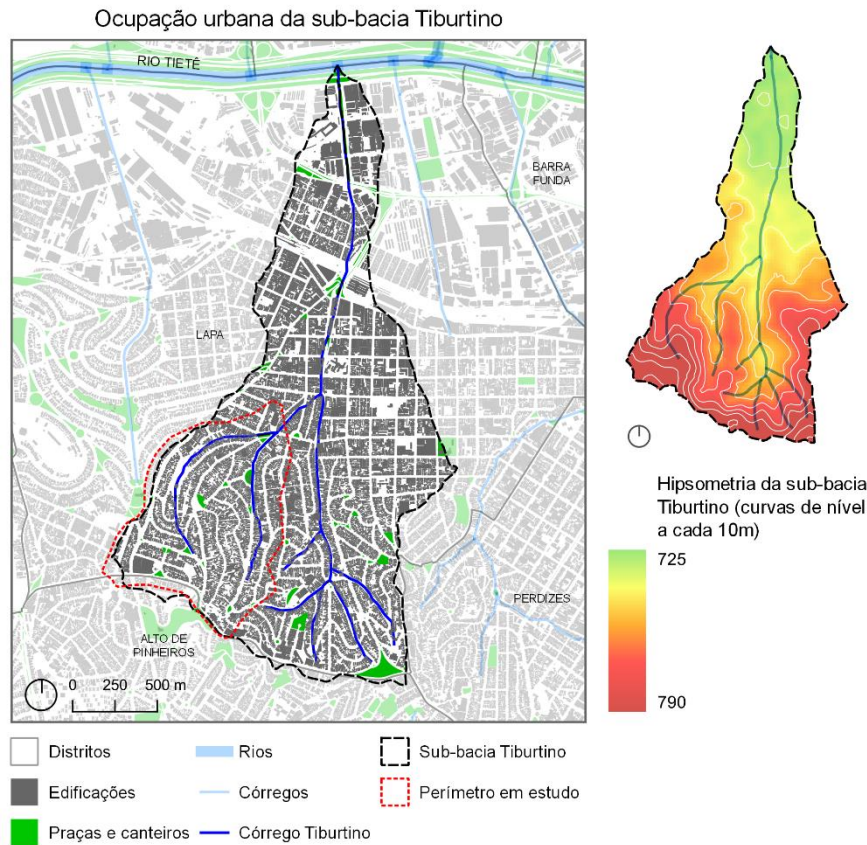 Ocupação urbana da sub-bacia Tiburtino
RIO TIETÊ
BARRA
FUNDA
LAPA
PERDIZES
ALTO DE
PINHEIROS
0 250 500 m
Hipsometria da sub-bacia
Tiburtino (curvas de nível
a cada 10m)
725
790
Distritos
Rios
Sub-bacia Tiburtino
Edificações
Córregos
Perímetro em estudo
Praças e canteiros
Córrego Tiburtino